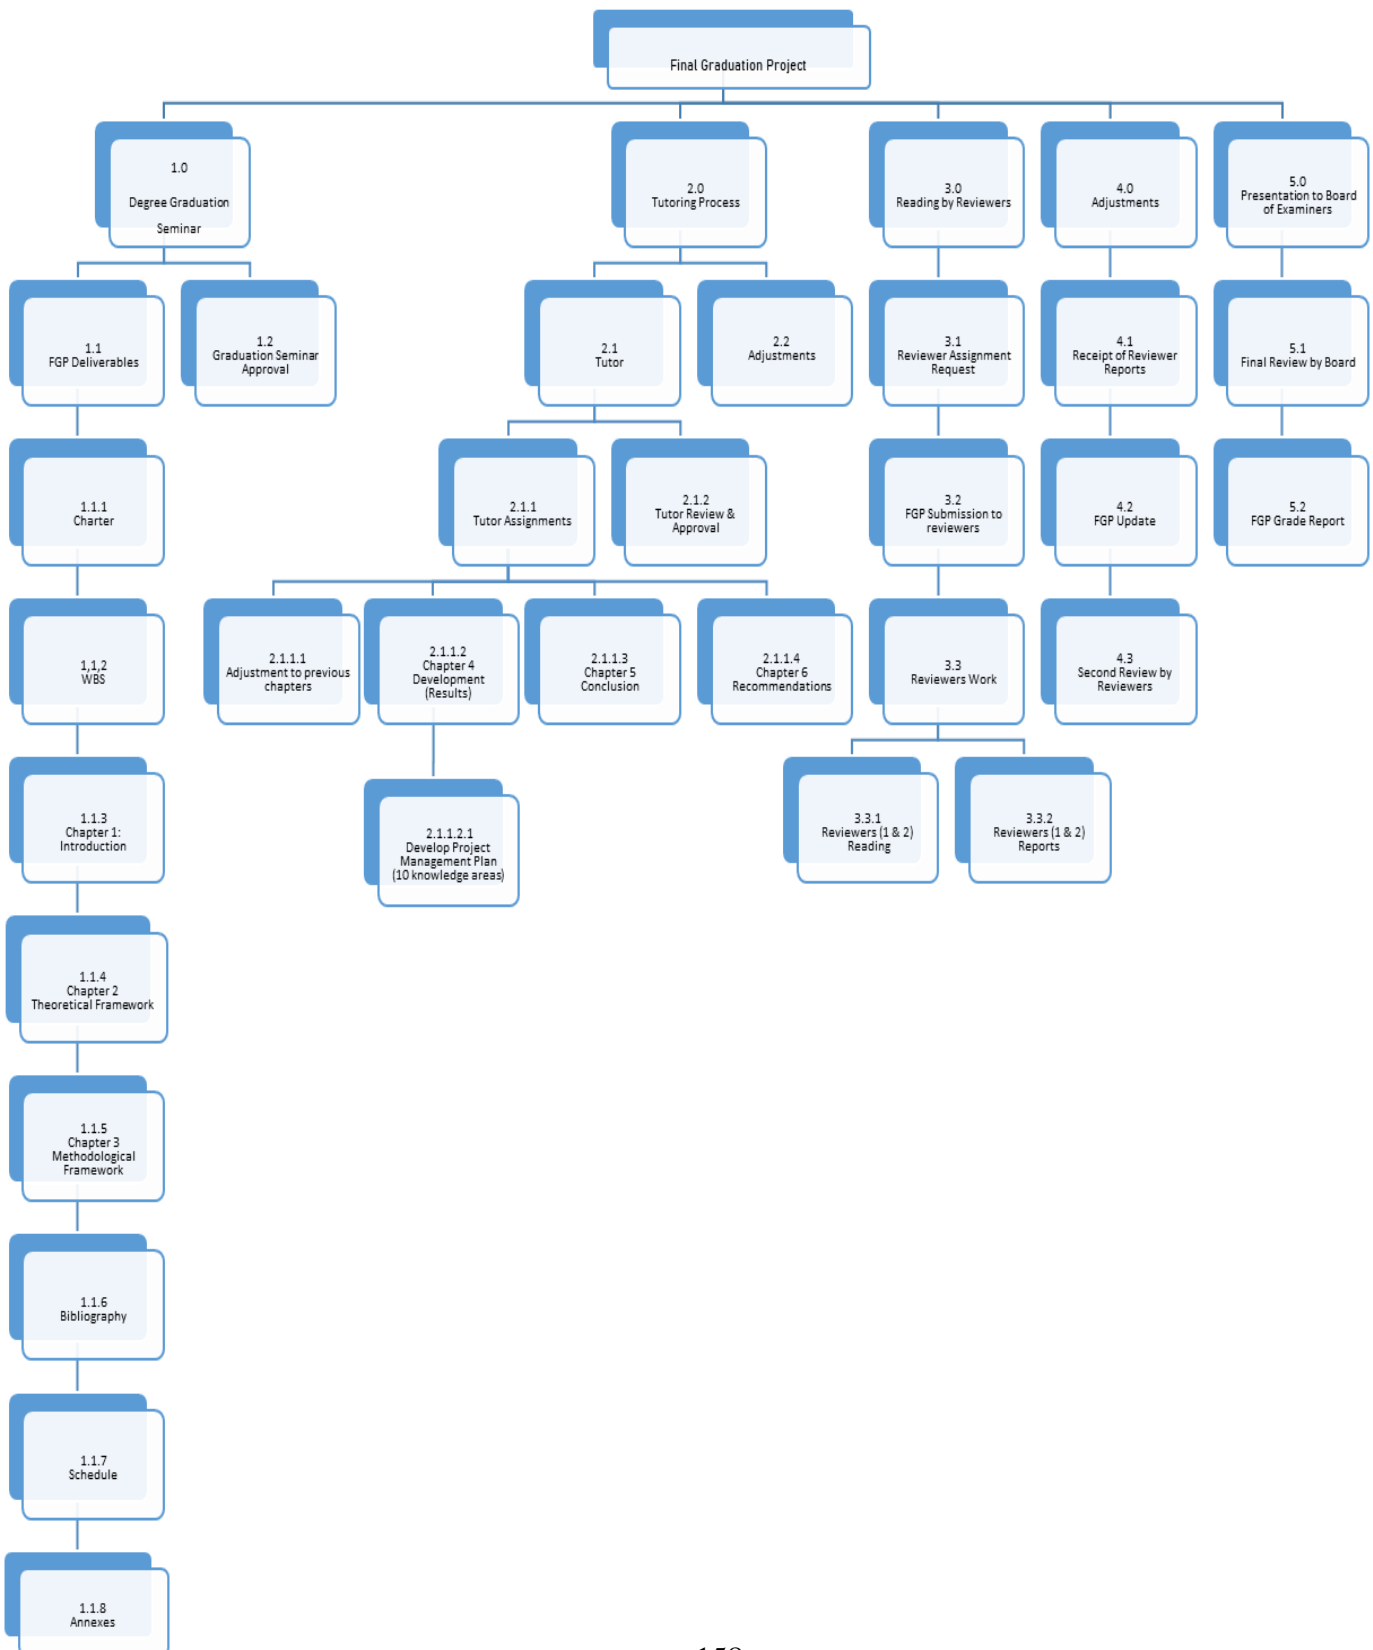 Final Graduation Project
1.0
Degree Graduation
Seminar
2.0
Tutoring Process
3.0
Reading by Reviewers
4.0
Adjustments
5.0
Presentation to Board
of Examiners
1.1
FGP Deliverables
1.2
Graduation Seminar
Approval
2.1
Tutor
2.2
Adjustments
3.1
Reviewer Assignment
Request
4.1
Receipt of Reviewer
Reports
5.1
Final Review by Board
1.1.1
Charter
2.1.1
Tutor Assignments
2.1.2
Tutor Review &
Approval
3.2
FGP Submission to
reviewers
4.2
FGP Update
5.2
FGP Grade Report
1,1,2
WBS
2.1.1.1
Adjustment to previous
chapters
2.1.1.2
Chapter 4
Development
(Results)
2.1.1.3
Chapter 5
Conclusion
2.1.1.4
Chapter 6
Recommendations
3.3
Reviewers Work
4.3
Second Review by
Reviewers
1.1.3
Chapter 1:
Introduction
2.1.1.2.1
Develop Project
Management Plan
(10 knowledge areas)
3.3.1
Reviewers (1 & 2)
Reading
3.3.2
Reviewers (1 & 2)
Reports
1.1.4
Chapter 2
Theoretical Framework
1.1.5
Chapter 3
Methodological
Framework
1.1.6
Bibliography
1.1.7
Schedule
1.1.8
Annexes